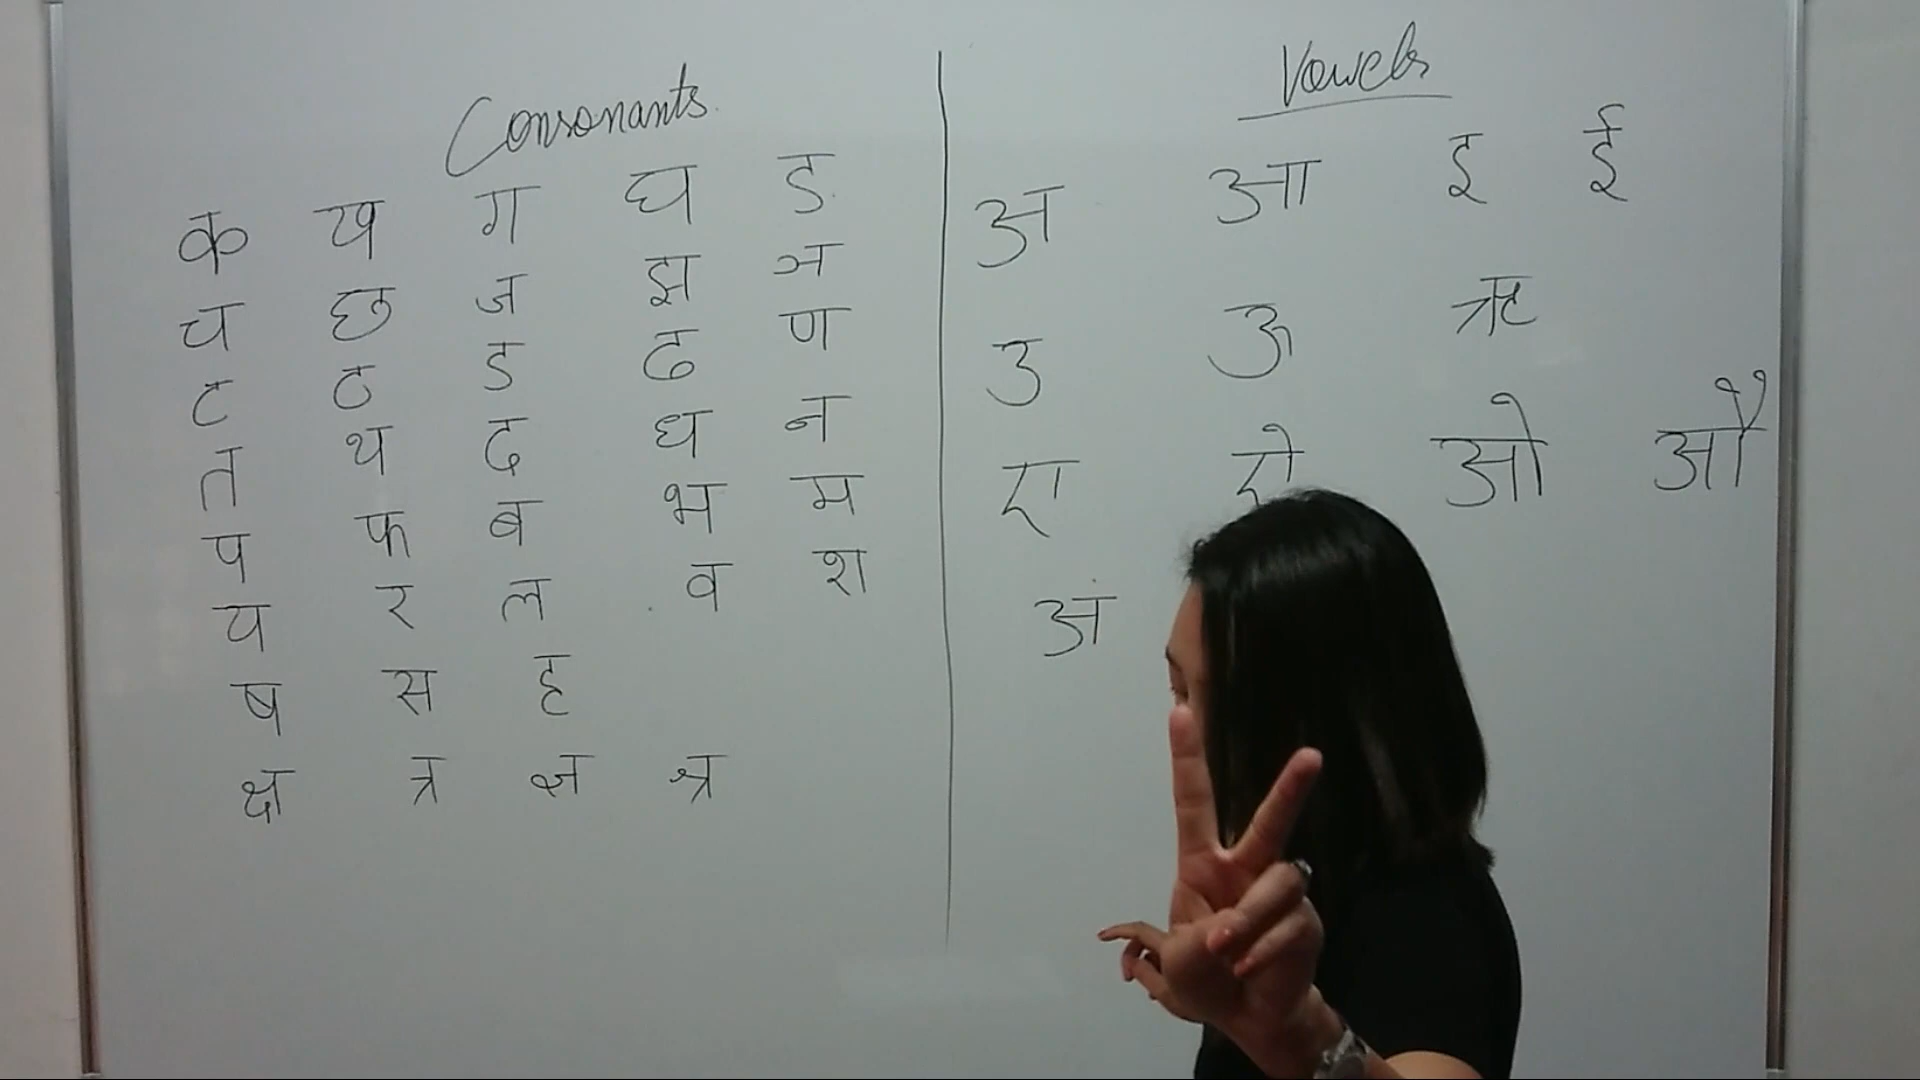 Consonants
क ख ग घ ङ
च छ ज झ ञ
ट ठ ड ढ ण
त थ द ध न
प फ ब भ म
य र ल व श
ष स ह
क्ष त्र ज्ञ श्र
Vowels
अ आ इ ई
उ ऊ ऋ
ए ऐ ओ औ
अं